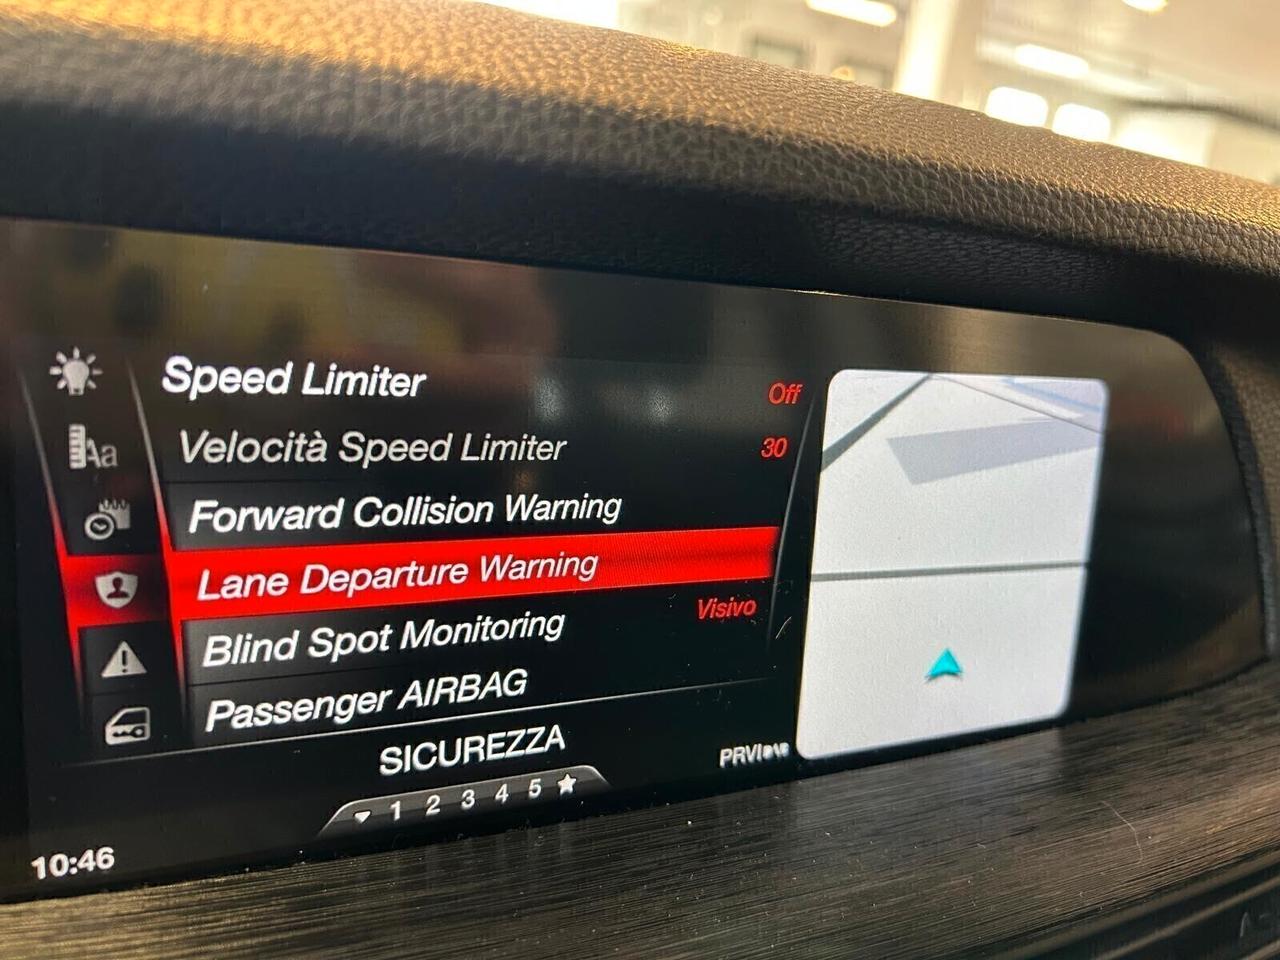 Speed Limiter Off
Aa Velocità Speed Limiter 30
Forward Collision Warning
Lane Departure Warning
Blind Spot Monitoring Visivo
Passenger AIRBAG
SICUREZZA
1 2 3 4 5
10:46